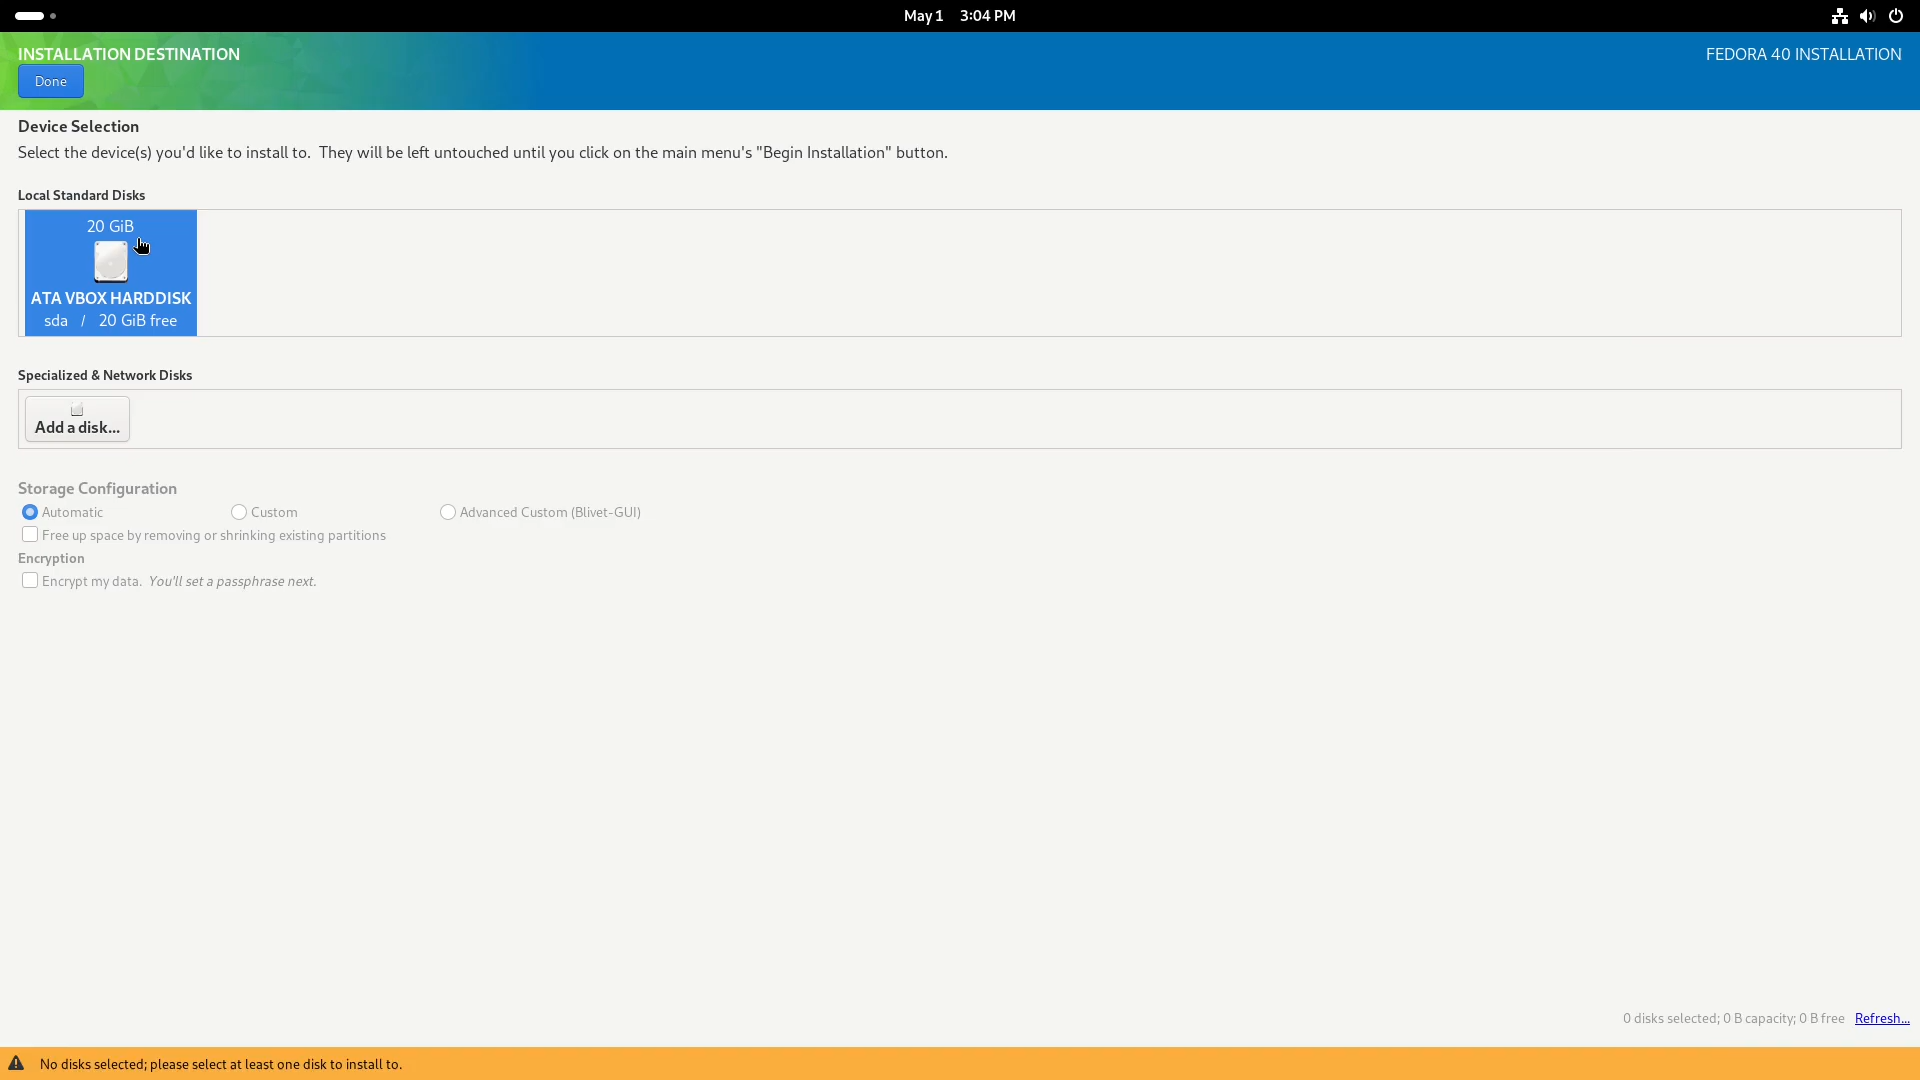 May 1 3:04 PM
INSTALLATION DESTINATION
FEDORA 40 INSTALLATION
Done
Device Selection
Select the device(s) you'd like to install to. They will be left untouched until you click on the main menu's "Begin Installation" button.
Local Standard Disks
20 GiB
ATA VBOX HARDDISK
sda / 20 GiB free
Specialized & Network Disks
Add a disk...
Storage Configuration
Automatic Custom Advanced Custom (Blivet-GUI)
Free up space by removing or shrinking existing partitions
Encryption
Encrypt my data. You'll set a passphrase next.
0 disks selected; 0 B capacity; 0 B free Refresh...
No disks selected; please select at least one disk to install to.